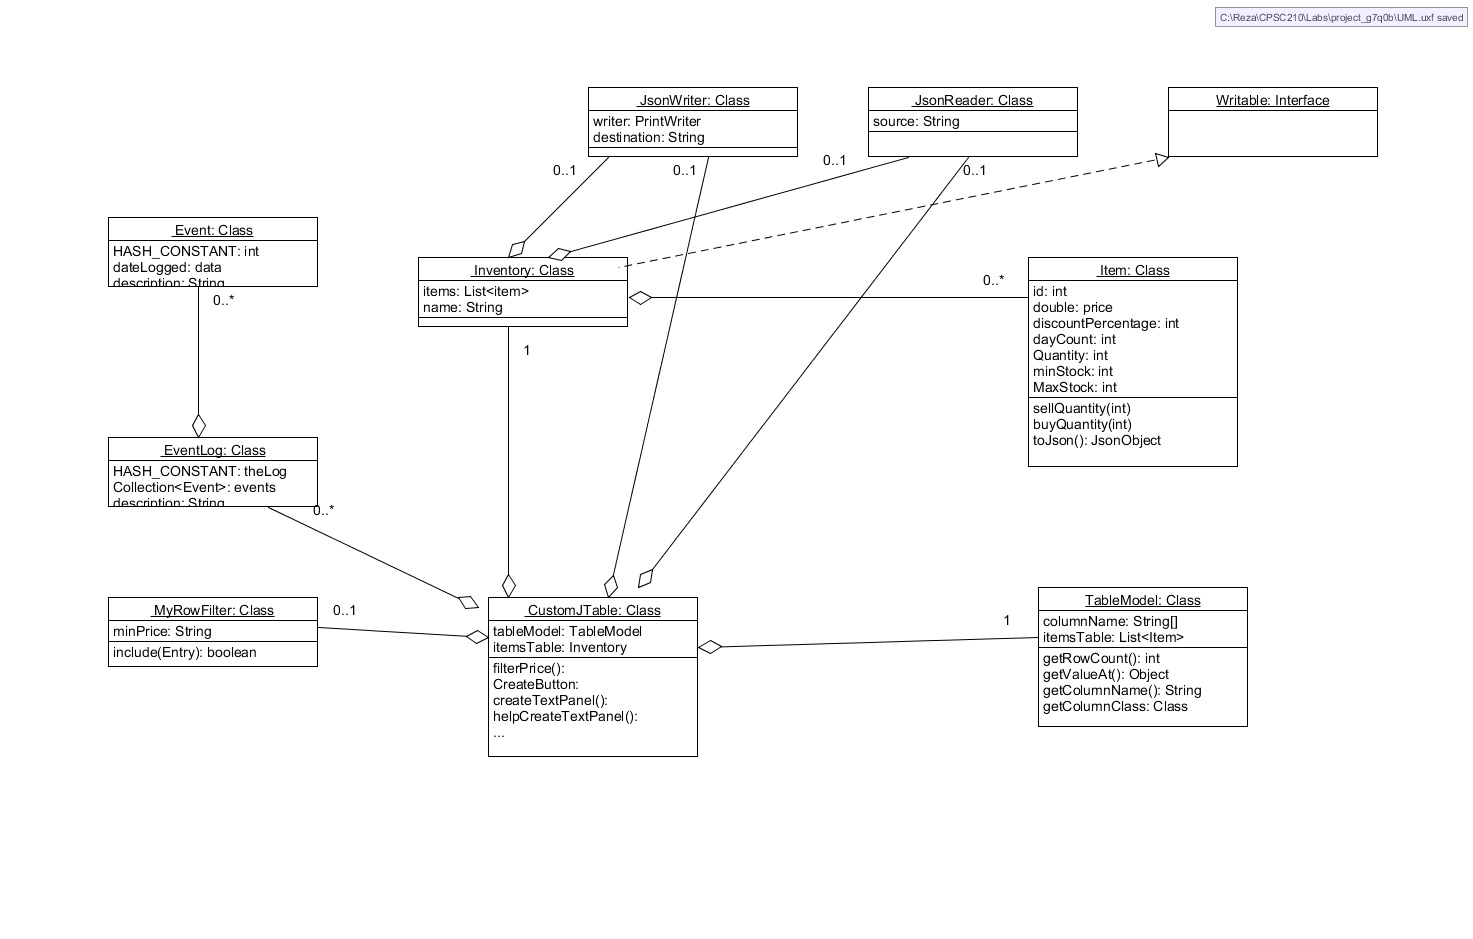 C:\Reza\CPSC210\Labs\project_g7q0b\UML.uxf saved
JsonWriter: Class
writer: PrintWriter
destination: String
JsonReader: Class
source: String
Writable: Interface
0..1
0..1
0..1
0..1
Event: Class
HASH_CONSTANT: int
dateLogged: data
description: String
0..*
Inventory: Class
items: List<item>
name: String
1
0..*
Item: Class
id: int
double: price
discountPercentage: int
dayCount: int
Quantity: int
minStock: int
MaxStock: int
sellQuantity(int)
buyQuantity(int)
toJson(): JsonObject
EventLog: Class
HASH_CONSTANT: theLog
Collection<Event>: events
description: String
0..*
MyRowFilter: Class
minPrice: String
include(Entry): boolean
0..1
CustomJTable: Class
tableModel: TableModel
itemsTable: Inventory
filterPrice():
CreateButton:
createTextPanel():
helpCreateTextPanel():
...
1
TableModel: Class
columnName: String[]
itemsTable: List<Item>
getRowCount(): int
getValueAt(): Object
getColumnName(): String
getColumnClass: Class